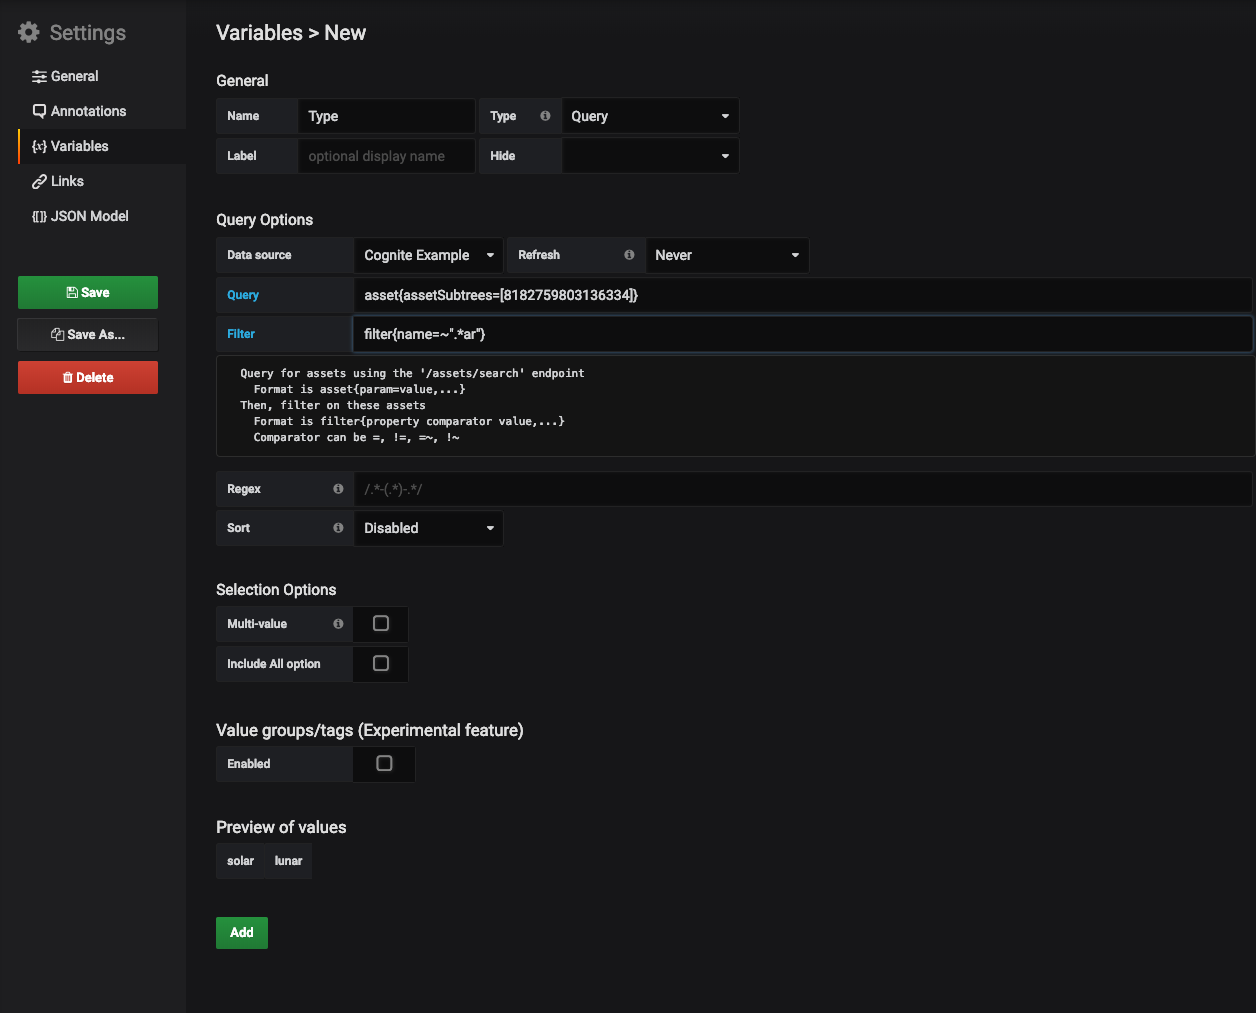 Settings
General
Annotations
{x} Variables
Links
{[]} JSON Model
Save
Save As...
Delete
Variables > New
General
Name Type Type Query
Label optional display name Hide
Query Options
Data source Cognite Example Refresh Never
Query asset{assetSubtrees=[8182759803136334]}
Filter filter{name=~".*ar"}
Query for assets using the '/assets/search' endpoint
Format is asset{param=value,...}
Then, filter on these assets
Format is filter{property comparator value,...}
Comparator can be =, !=, =~, !~
Regex /.*-(.*)-.*/
Sort Disabled
Selection Options
Multi-value
Include All option
Value groups/tags (Experimental feature)
Enabled
Preview of values
solar lunar
Add